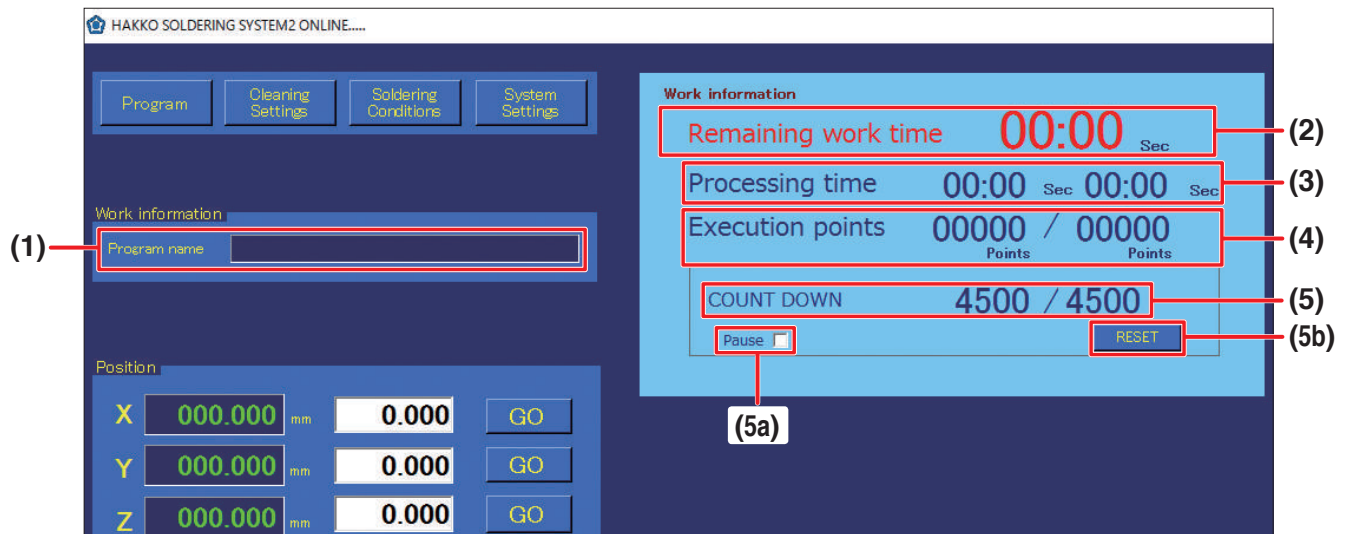 HAKKO SOLDERING SYSTEM2 ONLINE.....
Program
Cleaning
Settings
Soldering
Conditions
System
Settings
Work information
Program name
(1)
Work information
Remaining work time 00:00 Sec
(2)
Processing time 00:00 Sec 00:00 Sec
(3)
Execution points 00000 / 00000
Points Points
(4)
COUNT DOWN 4500 / 4500
(5)
Pause
RESET
(5b)
(5a)
Position
X 000.000 mm 0.000 GO
Y 000.000 mm 0.000 GO
Z 000.000 mm 0.000 GO